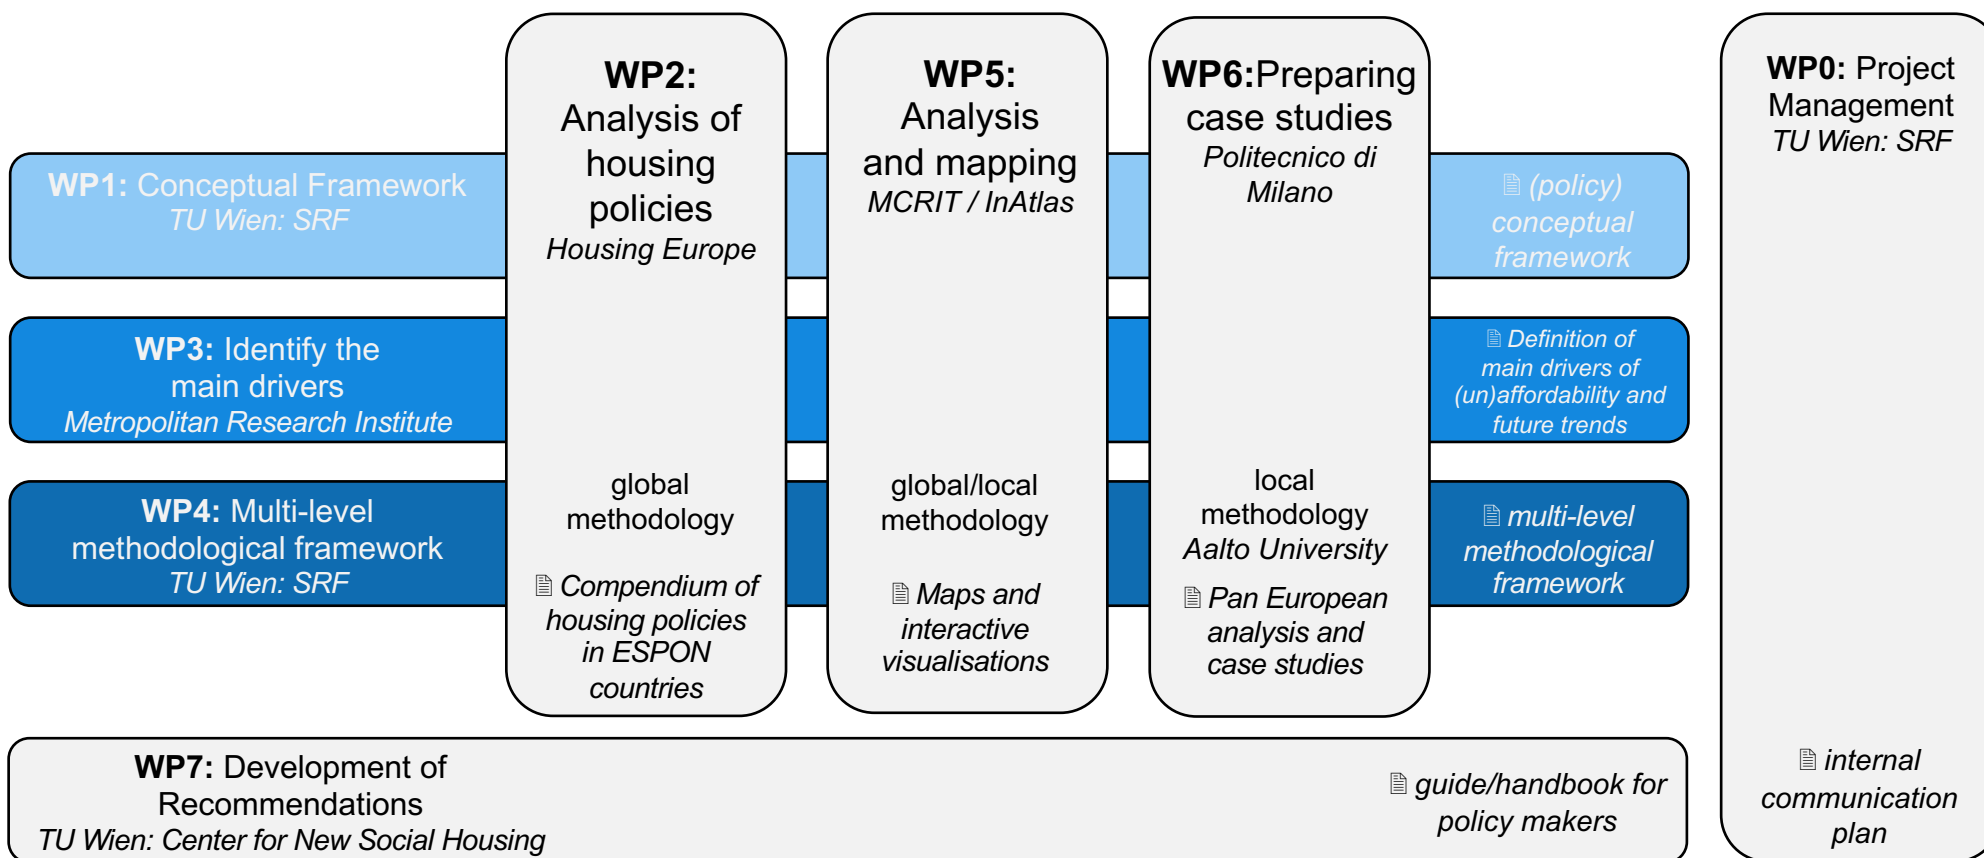 WP2:
Analysis of
housing
policies
Housing Europe
global
methodology
Compendium of
housing policies
in ESPON
countries
WP5:
Analysis
and mapping
MCRIT / InAtlas
global/local
methodology
Maps and
interactive
visualisations
WP6:Preparing
case studies
Politecnico di
Milano
local
methodology
Aalto University
Pan European
analysis and
case studies
WP0: Project
Management
TU Wien: SRF
internal
communication
plan
WP1: Conceptual Framework
TU Wien: SRF
(policy)
conceptual
framework
WP3: Identify the
main drivers
Metropolitan Research Institute
Definition of
main drivers of
(un)affordability and
future trends
WP4: Multi-level
methodological framework
TU Wien: SRF
multi-level
methodological
framework
WP7: Development of
Recommendations
TU Wien: Center for New Social Housing
guide/handbook for
policy makers